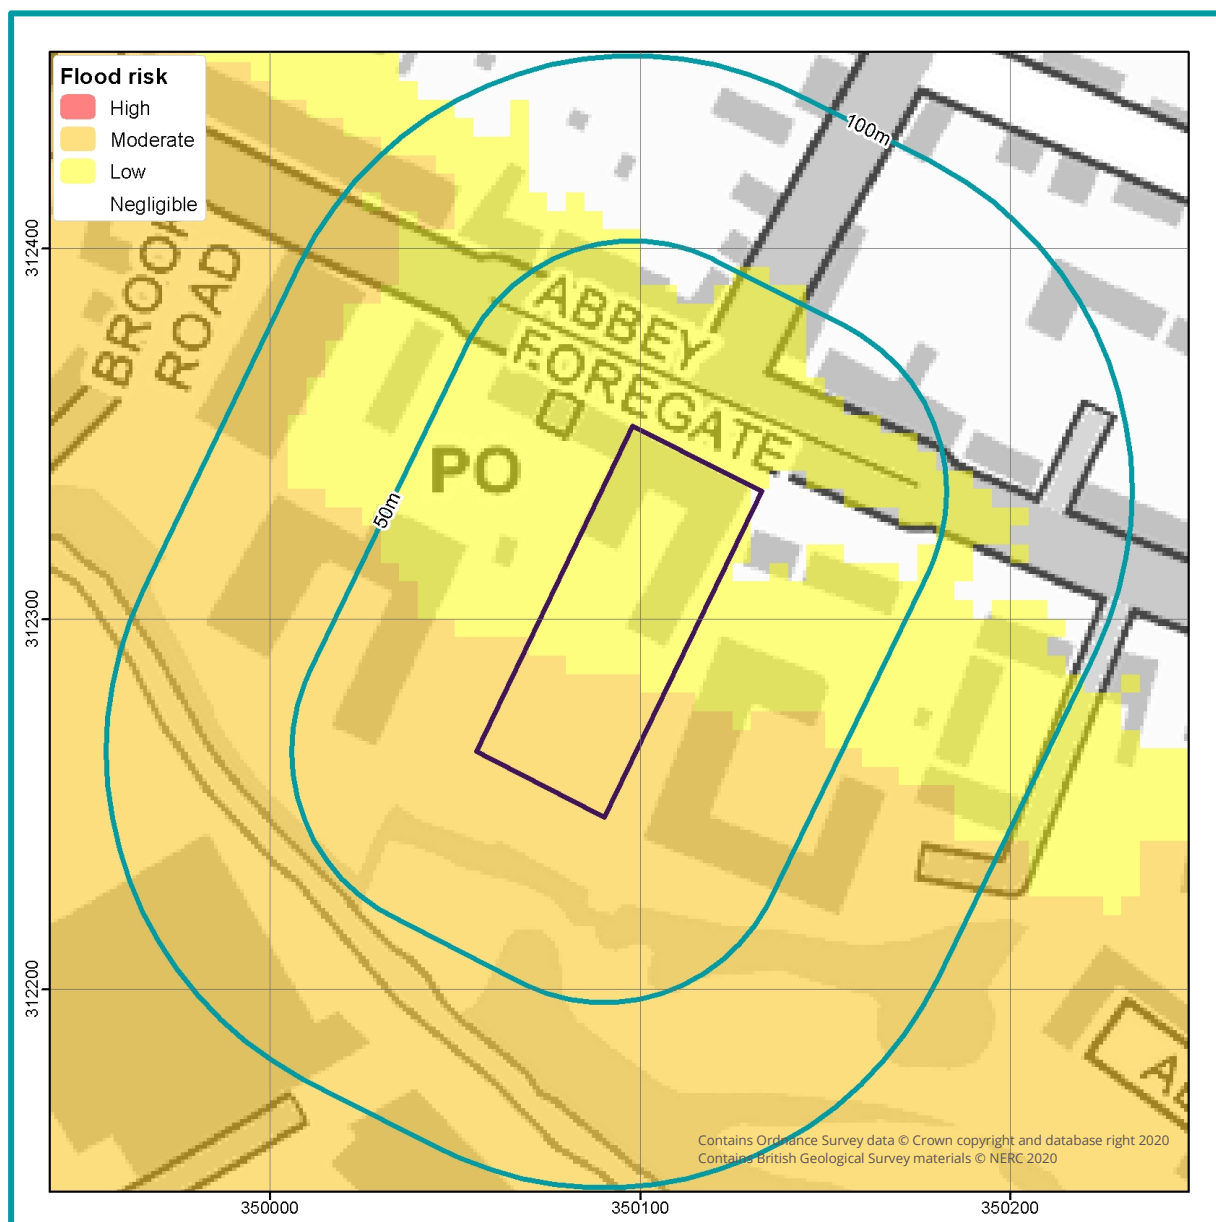 Flood risk
High
Moderate
Low
Negligible
100m
312400
BROOK
ROAD
ABBEY
FOREGATE
PO
50m
312300
312200
Contains Ordnance Survey data © Crown copyright and database right 2020
Contains British Geological Survey materials © NERC 2020
350000
350100
350200